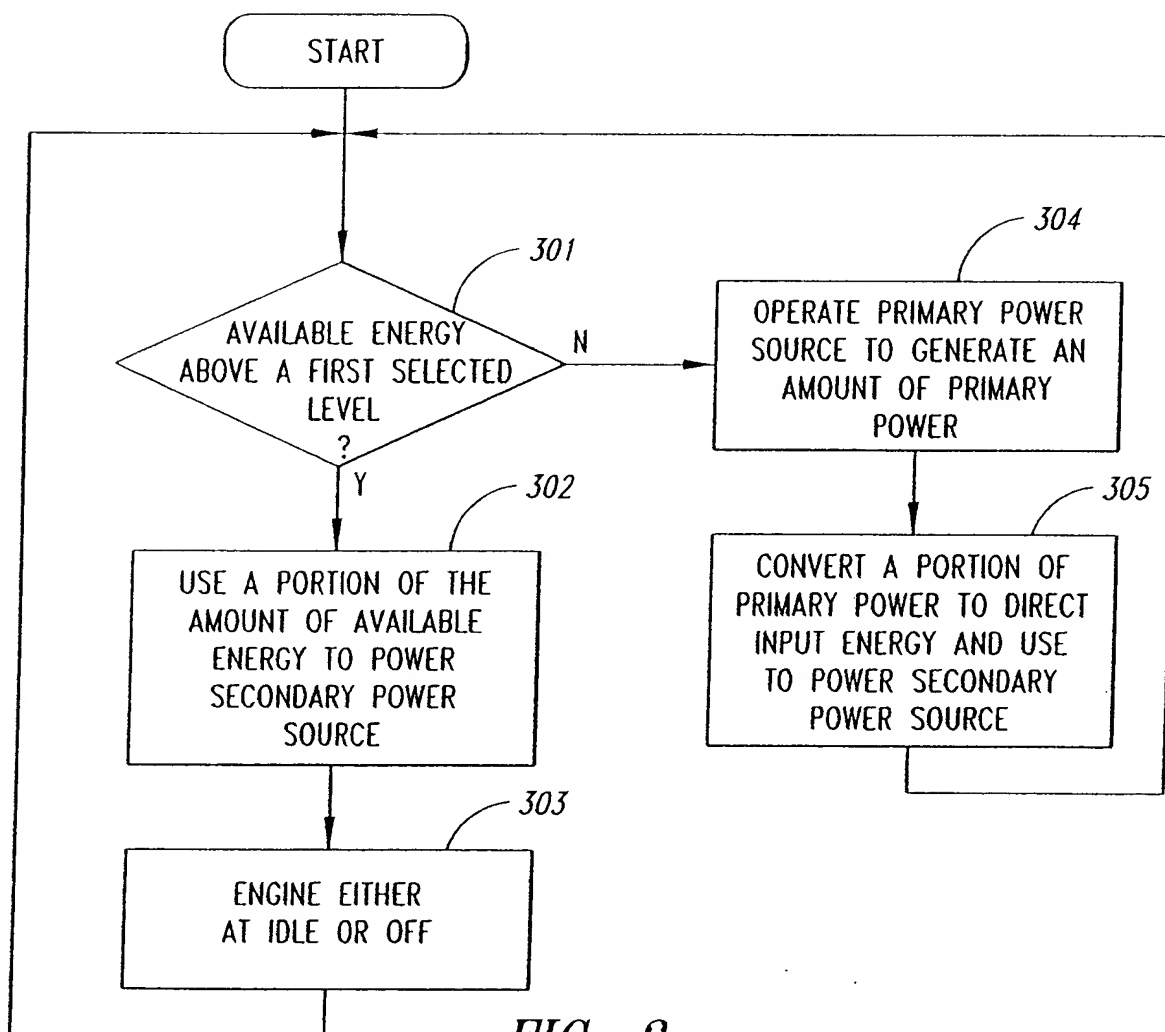 START
301
AVAILABLE ENERGY
ABOVE A FIRST SELECTED
LEVEL
?
N
Y
304
OPERATE PRIMARY POWER
SOURCE TO GENERATE AN
AMOUNT OF PRIMARY
POWER
302
USE A PORTION OF THE
AMOUNT OF AVAILABLE
ENERGY TO POWER
SECONDARY POWER
SOURCE
305
CONVERT A PORTION OF
PRIMARY POWER TO DIRECT
INPUT ENERGY AND USE
TO POWER SECONDARY
POWER SOURCE
303
ENGINE EITHER
AT IDLE OR OFF
FIG.